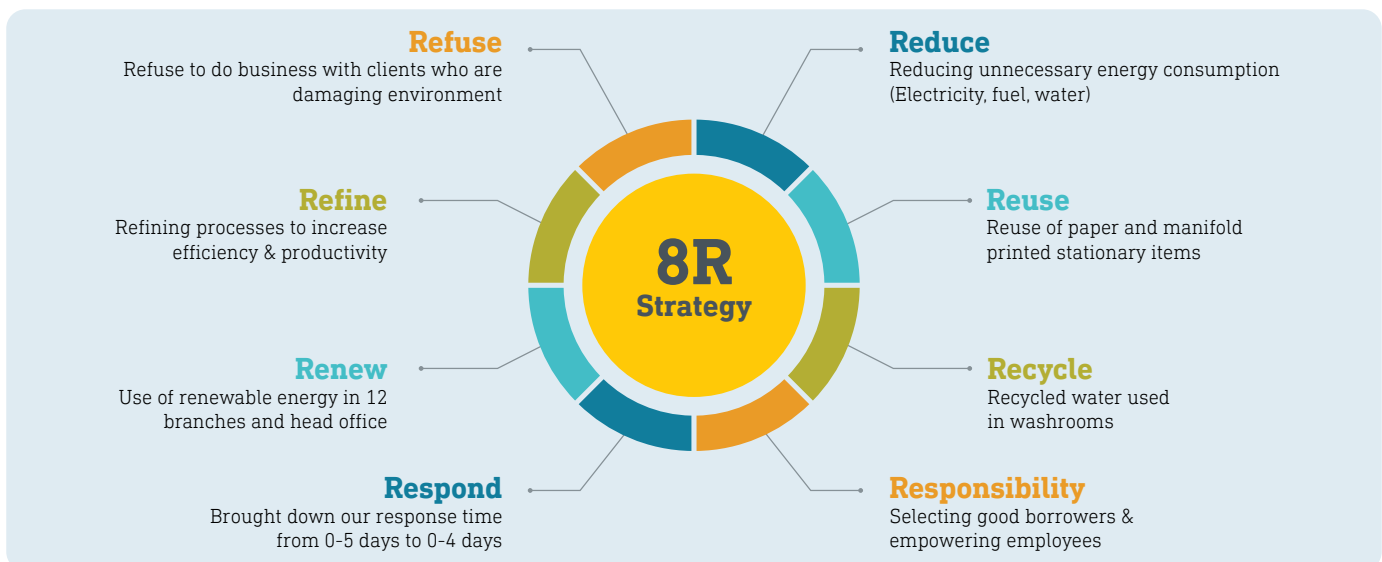 Refuse
Refuse to do business with clients who are
damaging environment
Reduce
Reducing unnecessary energy consumption
(Electricity, fuel, water)
Refine
Refining processes to increase
efficiency & productivity
8R
Strategy
Reuse
Reuse of paper and manifold
printed stationary items
Renew
Use of renewable energy in 12
branches and head office
Recycle
Recycled water used
in washrooms
Respond
Brought down our response time
from 0-5 days to 0-4 days
Responsibility
Selecting good borrowers &
empowering employees